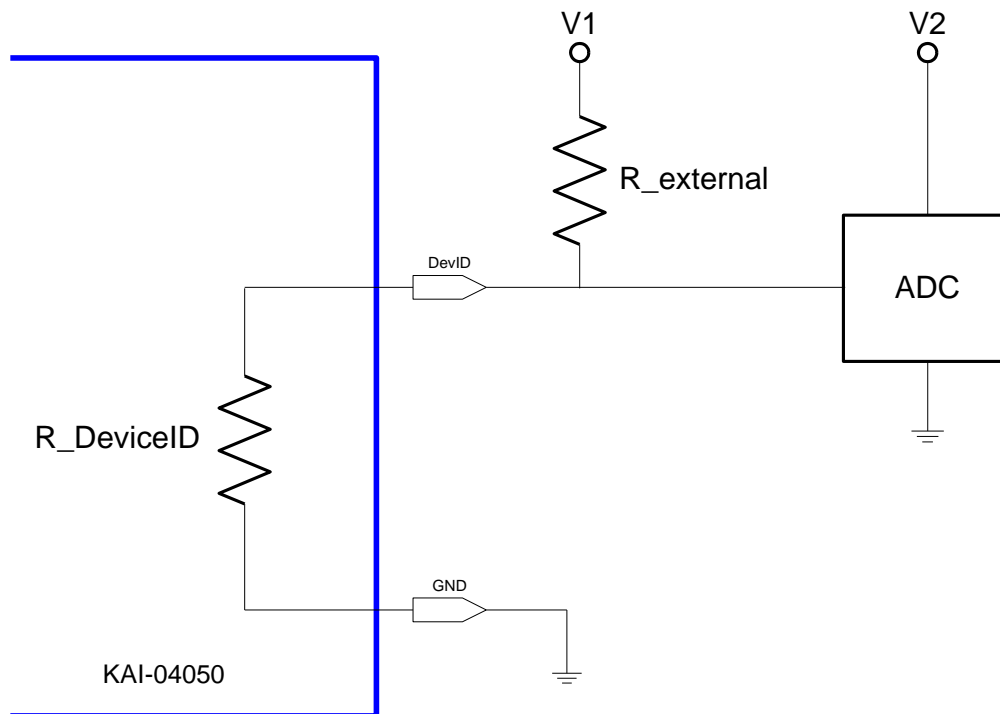 V1
V2
R_external
DevID
ADC
R_DeviceID
GND
KAI-04050